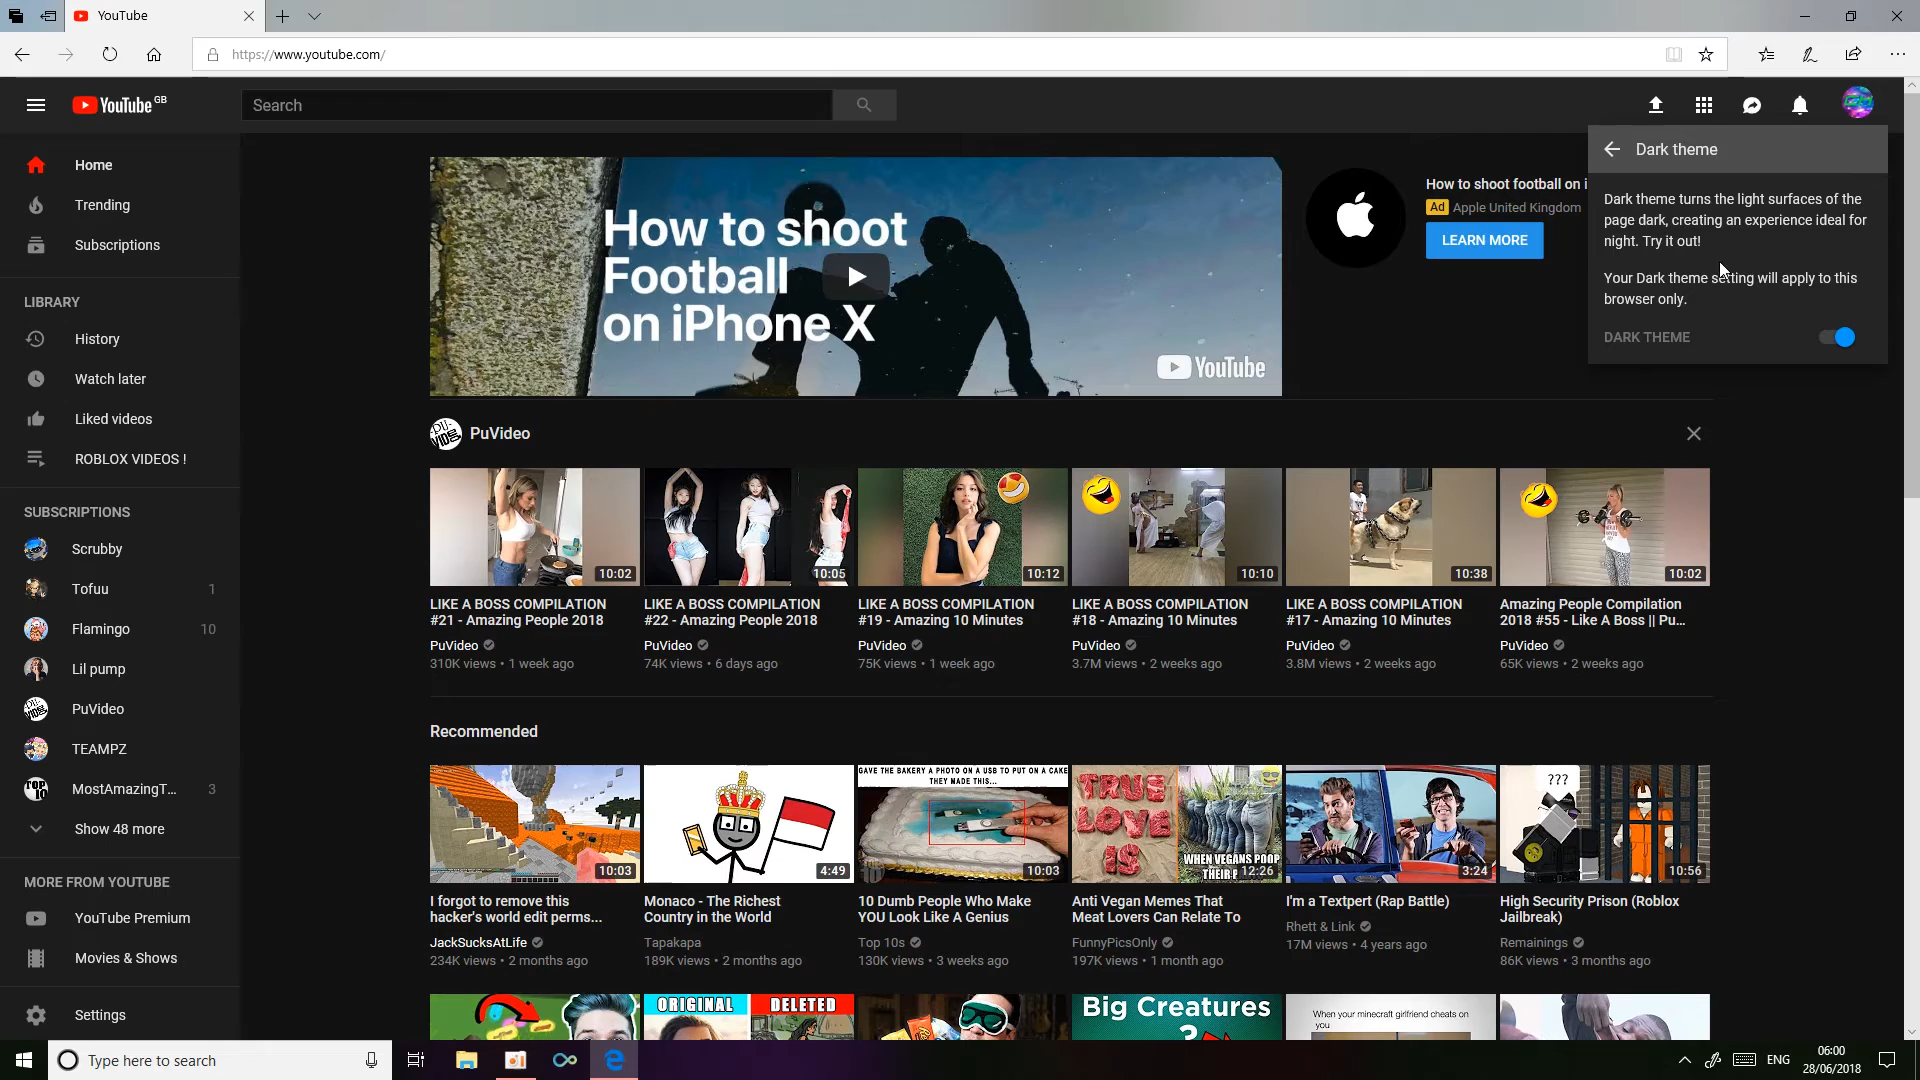 YouTube
https://www.youtube.com/
YouTube GB
Search
Home
Trending
Subscriptions
LIBRARY
History
Watch later
Liked videos
ROBLOX VIDEOS !
SUBSCRIPTIONS
Scrubby
Tofuu 1
Flamingo 10
Lil pump
PuVideo
TEAMPZ
MostAmazingT... 3
Show 48 more
MORE FROM YOUTUBE
YouTube Premium
Movies & Shows
Settings
How to shoot
Football
on iPhone X
YouTube
How to shoot football on i
Ad Apple United Kingdom
LEARN MORE
Dark theme
Dark theme turns the light surfaces of the
page dark, creating an experience ideal for
night. Try it out!
Your Dark theme setting will apply to this
browser only.
DARK THEME
PuVideo
10:02
10:05
10:12
10:10
10:38
10:02
LIKE A BOSS COMPILATION
#21 - Amazing People 2018
PuVideo
310K views • 1 week ago
LIKE A BOSS COMPILATION
#22 - Amazing People 2018
PuVideo
74K views • 6 days ago
LIKE A BOSS COMPILATION
#19 - Amazing 10 Minutes
PuVideo
75K views • 1 week ago
LIKE A BOSS COMPILATION
#18 - Amazing 10 Minutes
PuVideo
3.7M views • 2 weeks ago
LIKE A BOSS COMPILATION
#17 - Amazing 10 Minutes
PuVideo
3.8M views • 2 weeks ago
Amazing People Compilation
2018 #55 - Like A Boss || Pu...
PuVideo
65K views • 2 weeks ago
Recommended
10:03
4:49
GAVE THE BAKERY A PHOTO ON A USB TO PUT ON A CAKE
THEY MADE THIS...
10:03
TRUE
LOVE
IS
WHEN VEGANS POOP
THEIR
12:26
3:24
???
10:56
I forgot to remove this
hacker's world edit perms...
JackSucksAtLife
234K views • 2 months ago
Monaco - The Richest
Country in the World
Tapakapa
189K views • 2 months ago
10 Dumb People Who Make
YOU Look Like A Genius
Top 10s
130K views • 3 weeks ago
Anti Vegan Memes That
Meat Lovers Can Relate To
FunnyPicsOnly
197K views • 1 month ago
I'm a Textpert (Rap Battle)
Rhett & Link
17M views • 4 years ago
High Security Prison (Roblox
Jailbreak)
Remainings
86K views • 3 months ago
ORIGINAL DELETED
Big Creatures
?
When your minecraft girlfriend cheats on
you
Type here to search
ENG
06:00
28/06/2018